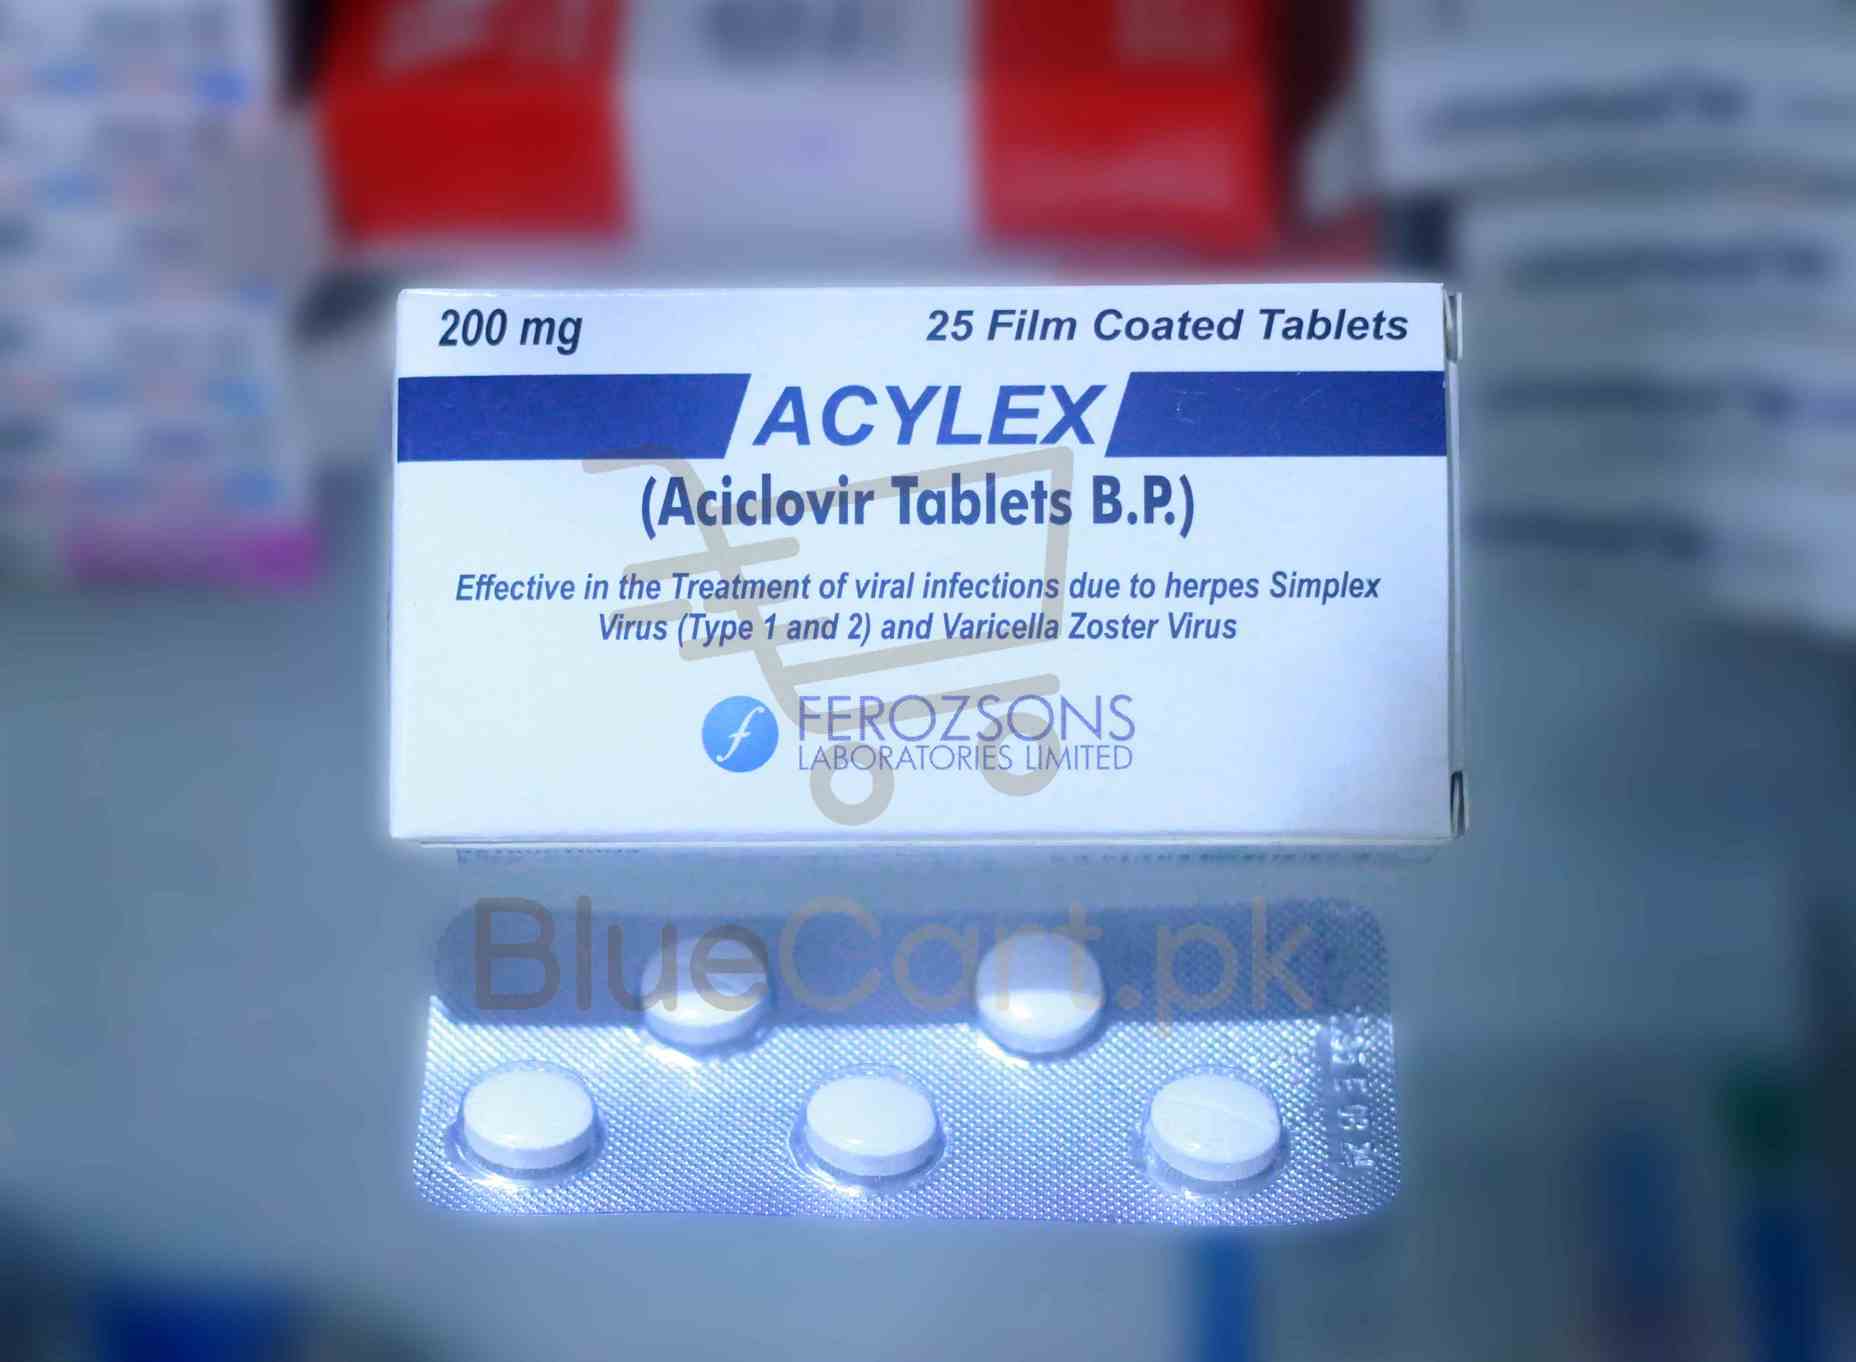 200 mg 25 Film Coated Tablets
ACYLEX
(Aciclovir Tablets B.P.)
Effective in the Treatment of viral infections due to herpes Simplex
Virus (Type 1 and 2) and Varicella Zoster Virus
f FEROZSONS
LABORATORIES LIMITED
BlueCart.pk